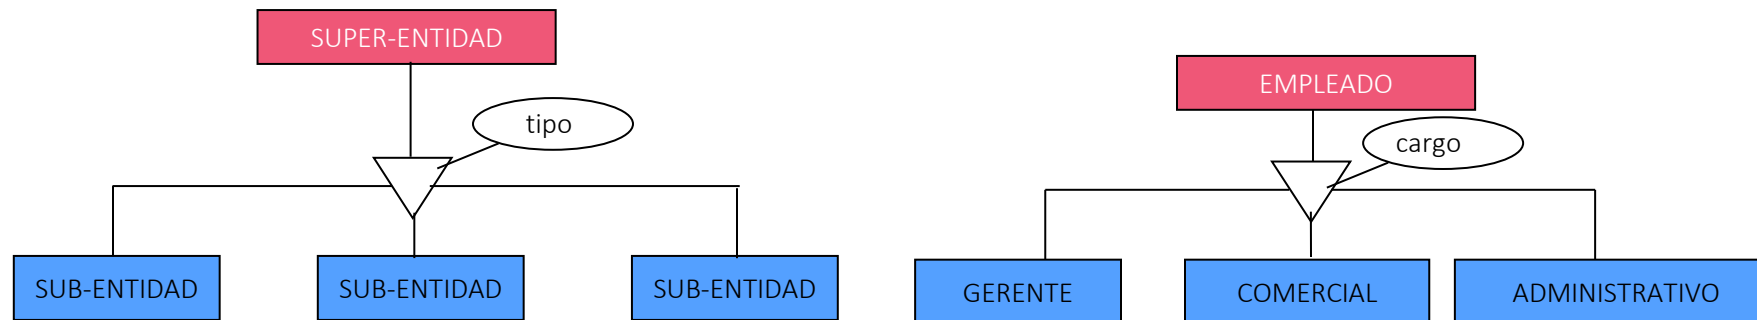 SUPER-ENTIDAD
tipo
SUB-ENTIDAD
SUB-ENTIDAD
SUB-ENTIDAD
EMPLEADO
cargo
GERENTE
COMERCIAL
ADMINISTRATIVO